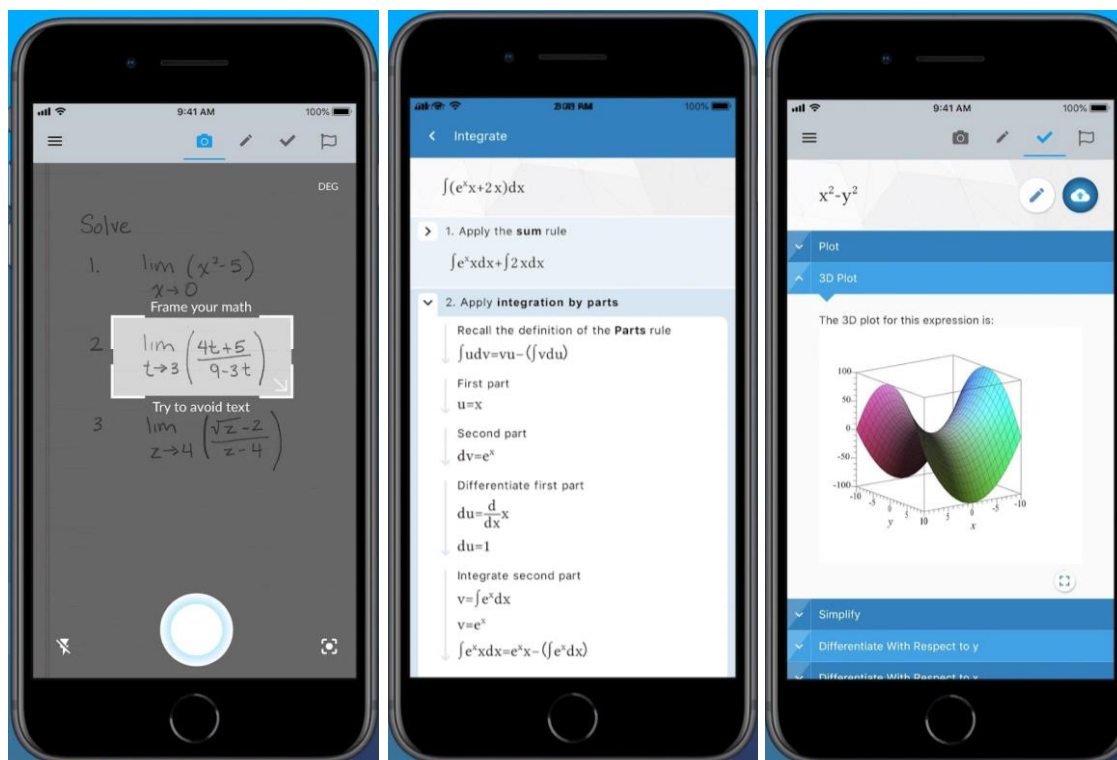 9:41 AM
100%
DEG
Solve
1. lim (x²-5)
x→0
Frame your math
2 lim (4t+5
t→3 9-3t)
Try to avoid text
3 lim (√z-2
z→4 z-4)
100%
Integrate
∫(eˣx+2x)dx
1. Apply the sum rule
∫eˣxdx+∫2xdx
2. Apply integration by parts
Recall the definition of the Parts rule
∫udv=vu-(∫vdu)
First part
u=x
Second part
dv=eˣ
Differentiate first part
du=d/dx x
du=1
Integrate second part
v=∫eˣdx
v=eˣ
∫eˣxdx=eˣx-(∫eˣdx)
9:41 AM
100%
x²-y²
Plot
3D Plot
The 3D plot for this expression is:
100
50
0
-50
-100
-10
-5
0
5
10
y
5
0
-5
-10
x
Simplify
Differentiate With Respect to y
Differentiate With Respect to x